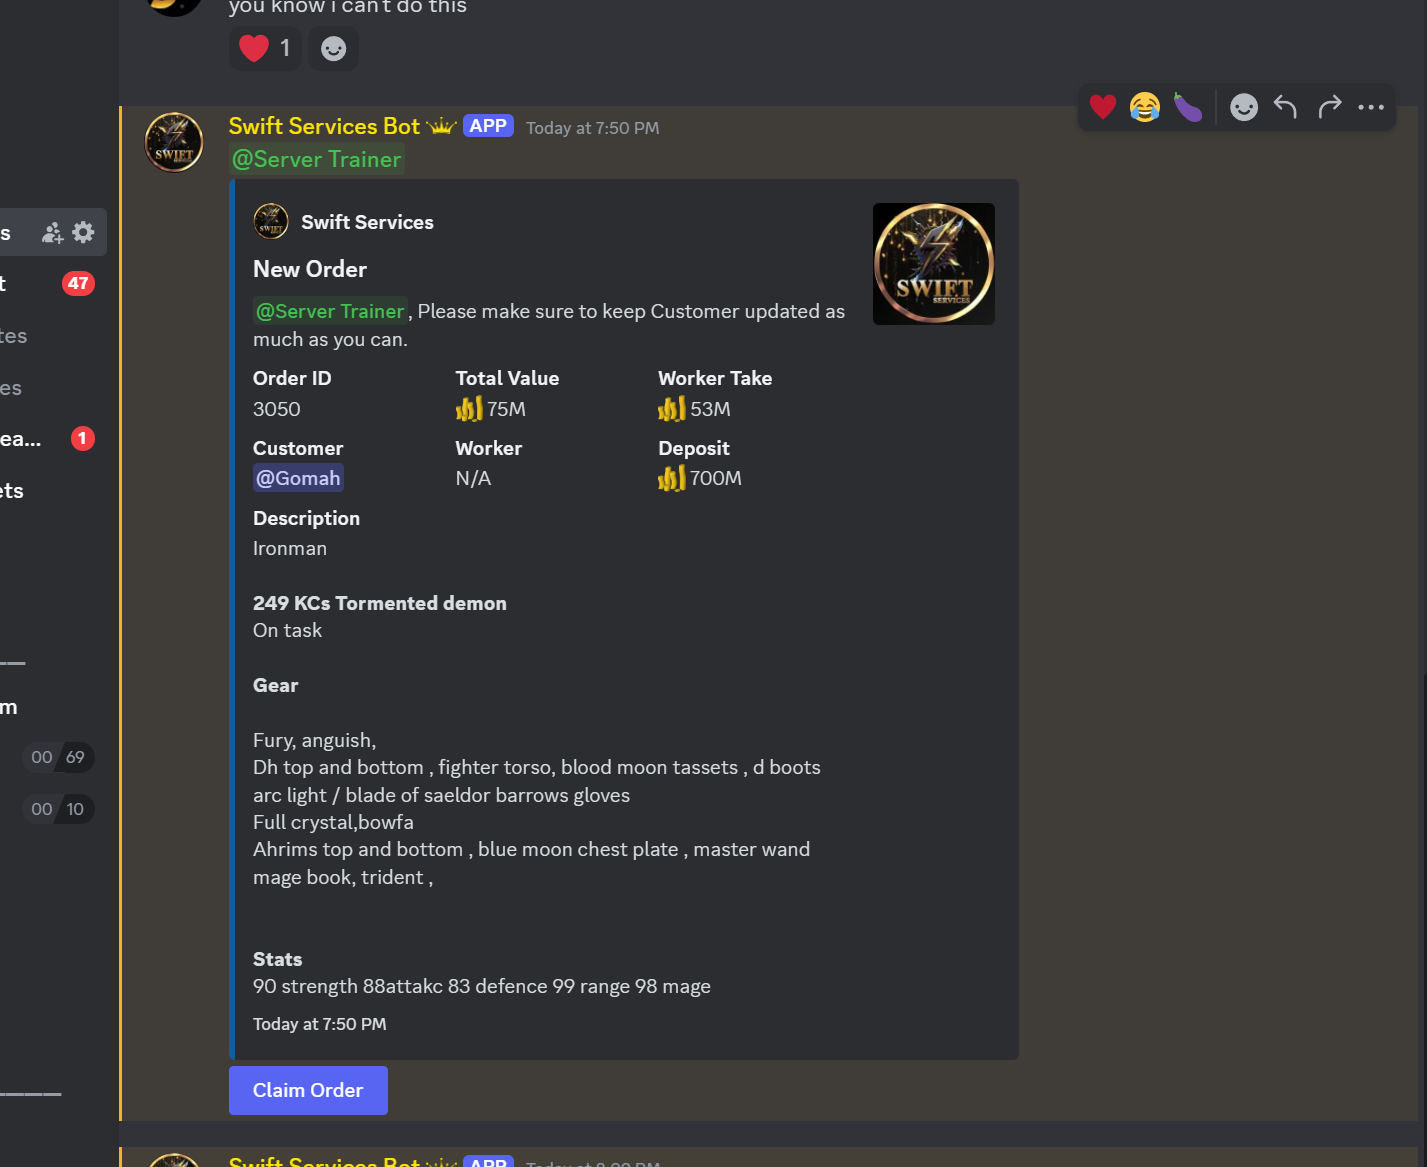 you know i can't do this
1
Swift Services Bot APP Today at 7:50 PM
@Server Trainer
s
SWIFT
Swift Services
SWIFT
SERVICES
New Order
t
47
@Server Trainer, Please make sure to keep Customer updated as
much as you can.
tes
Order ID
Total Value
Worker Take
es
3050
75M
53M
ea...
1
Customer
Worker
Deposit
@Gomah
N/A
700M
ets
Description
Ironman
249 KCs Tormented demon
On task
Gear
m
Fury, anguish,
00 69
Dh top and bottom , fighter torso, blood moon tassets , d boots
arc light / blade of saeldor barrows gloves
00 10
Full crystal,bowfa
Ahrims top and bottom , blue moon chest plate , master wand
mage book, trident ,
Stats
90 strength 88attakc 83 defence 99 range 98 mage
Today at 7:50 PM
Claim Order
Swift Services Bot APP Today at 8:00 PM